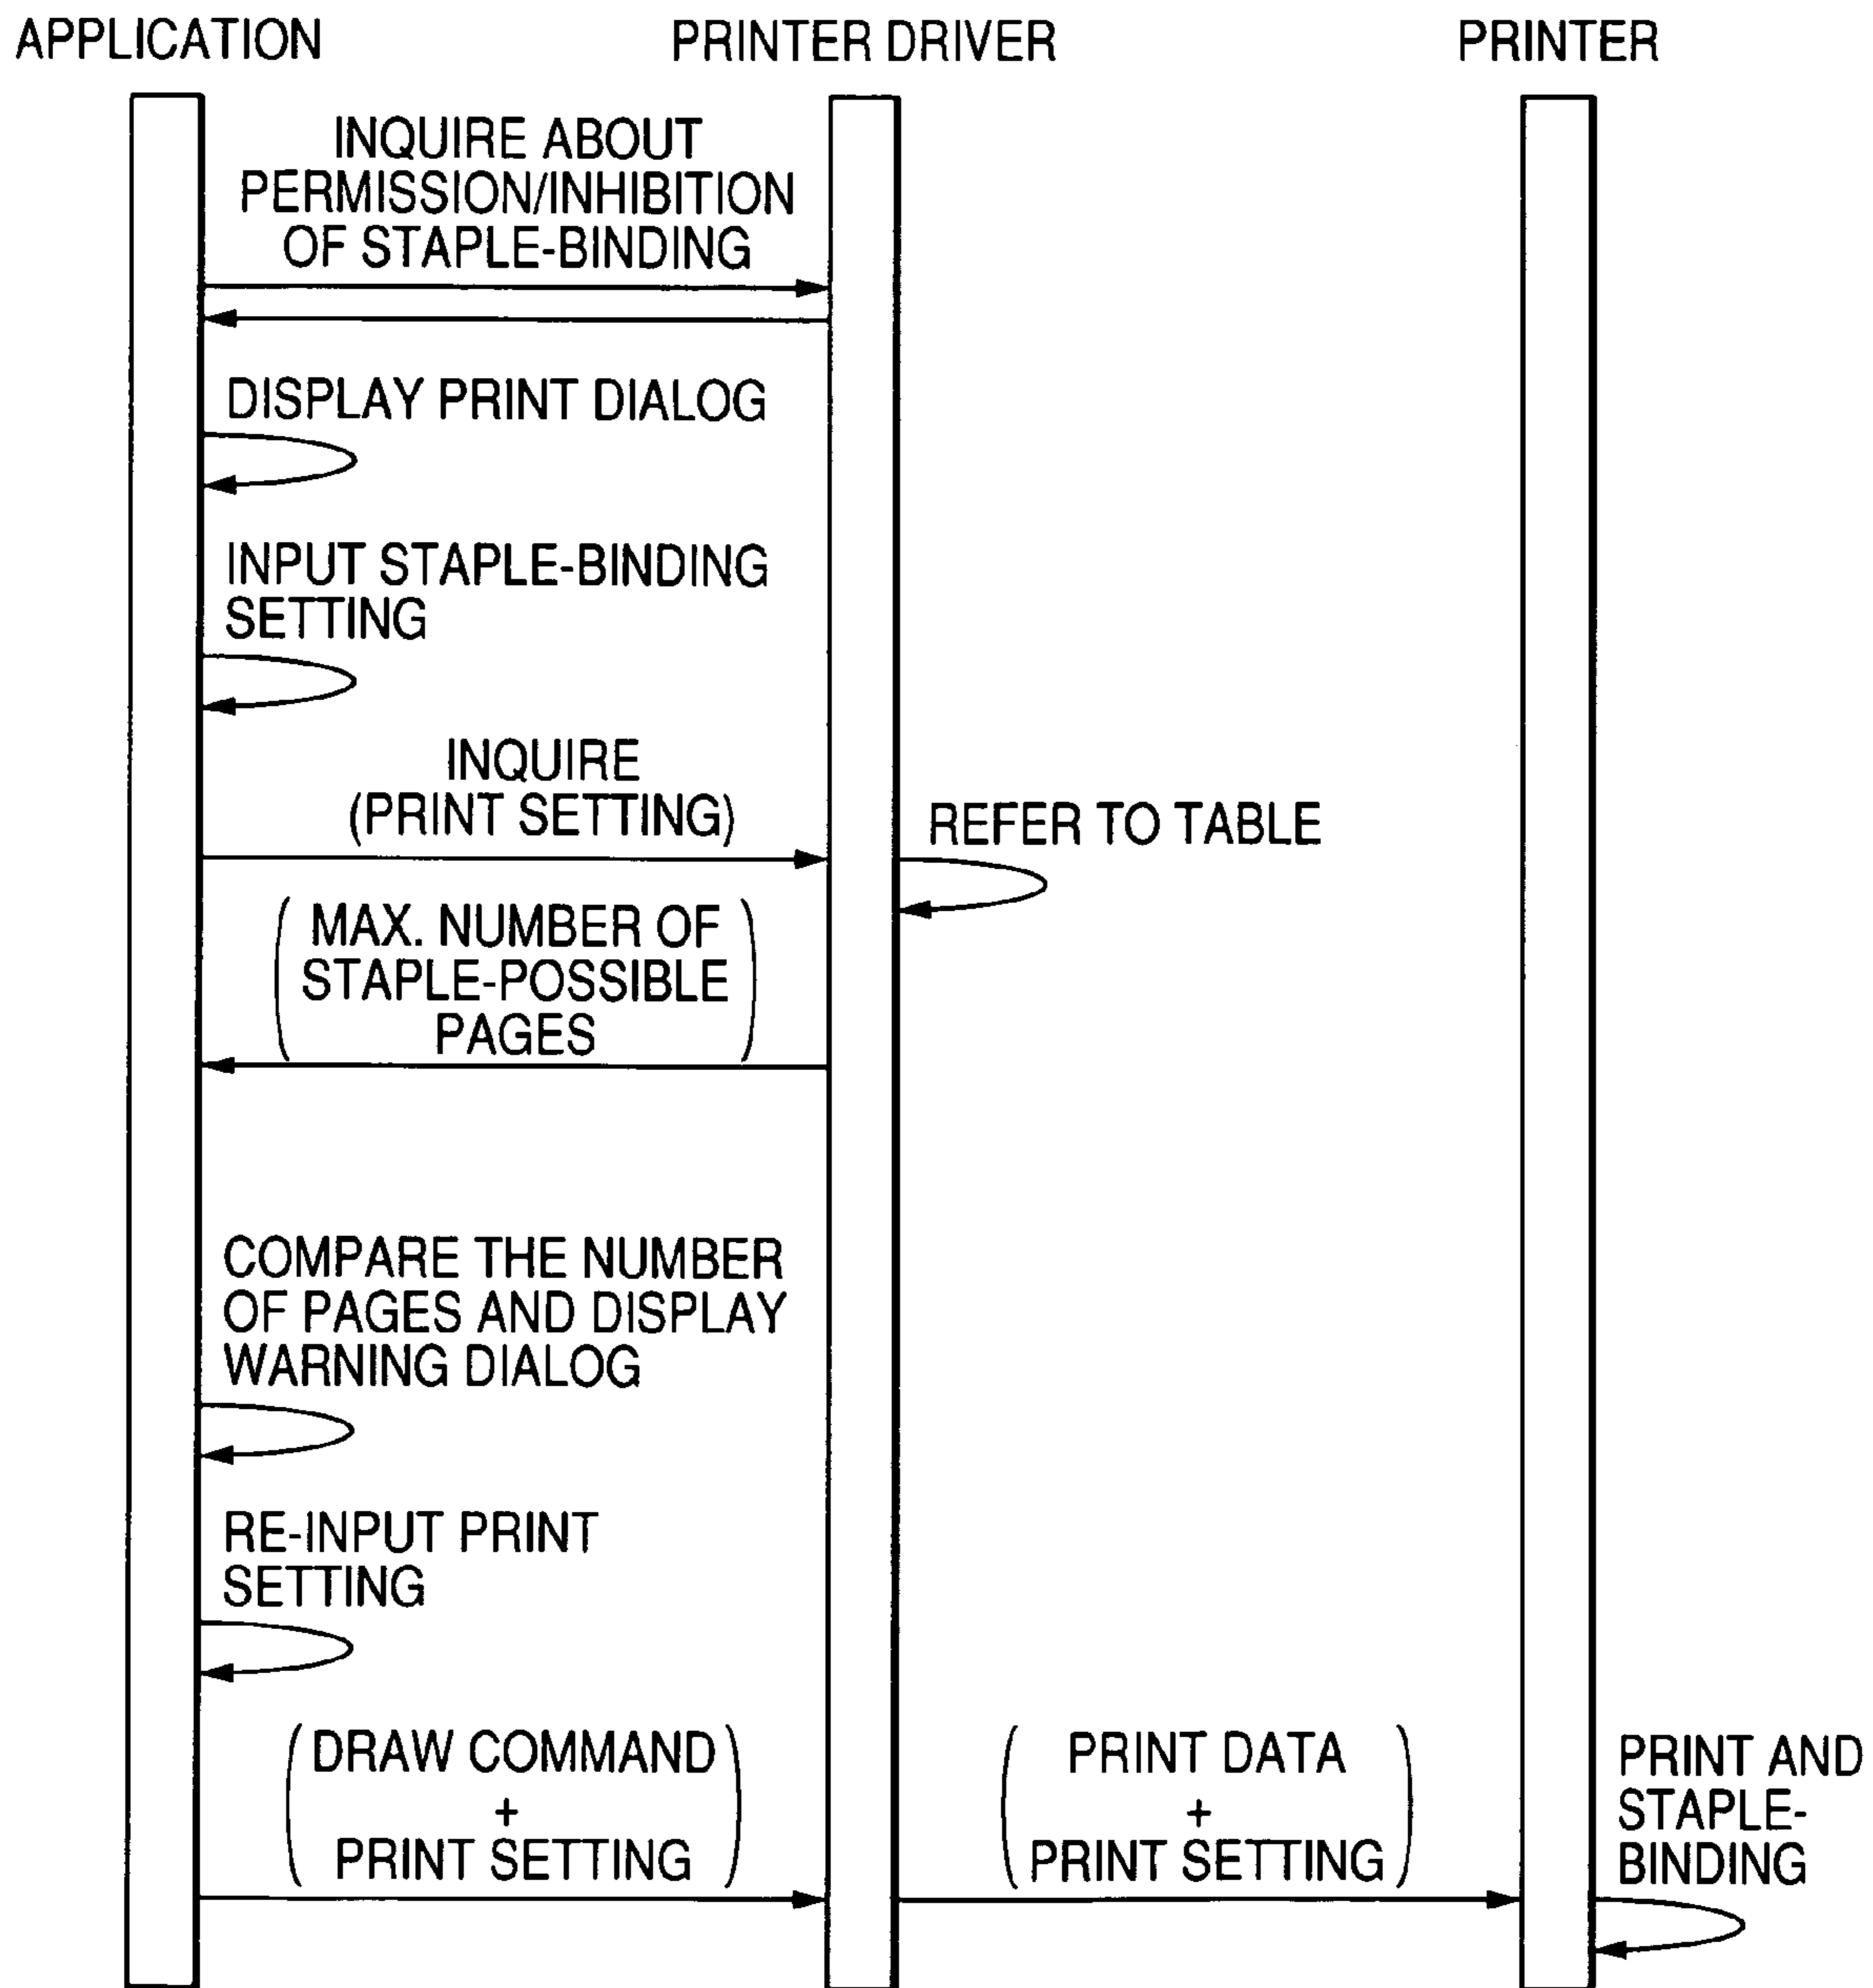 APPLICATION
PRINTER DRIVER
PRINTER
INQUIRE ABOUT
PERMISSION/INHIBITION
OF STAPLE-BINDING
DISPLAY PRINT DIALOG
INPUT STAPLE-BINDING
SETTING
INQUIRE
(PRINT SETTING)
REFER TO TABLE
( MAX. NUMBER OF
STAPLE-POSSIBLE
PAGES )
COMPARE THE NUMBER
OF PAGES AND DISPLAY
WARNING DIALOG
RE-INPUT PRINT
SETTING
( DRAW COMMAND
+
PRINT SETTING )
( PRINT DATA
+
PRINT SETTING )
PRINT AND
STAPLE-
BINDING